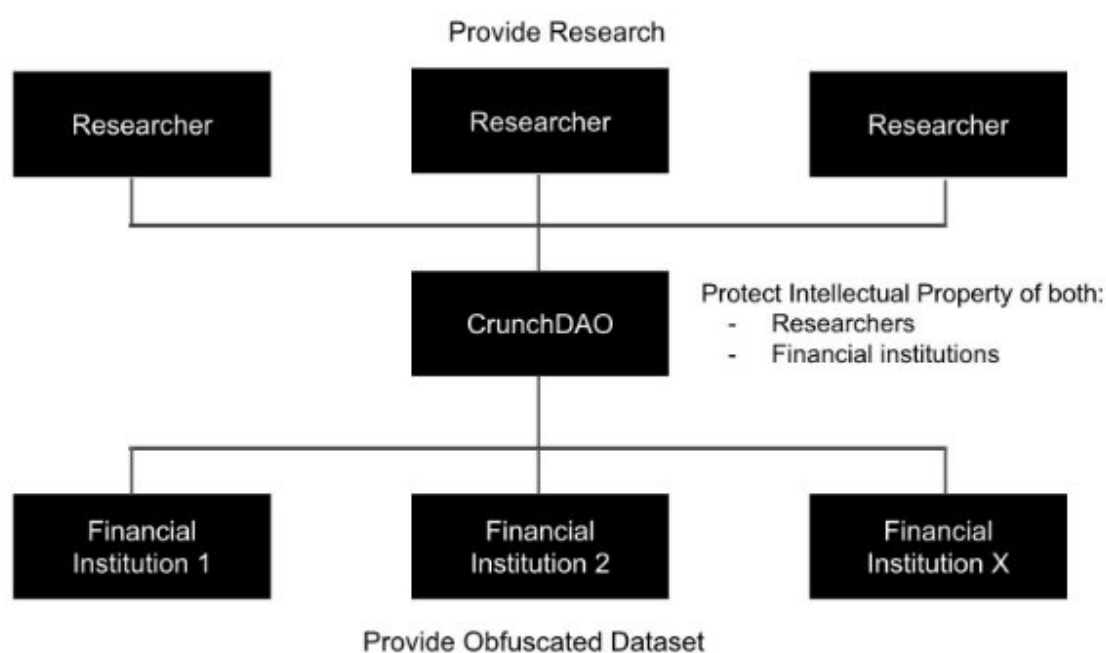 Provide Research
Researcher
Researcher
Researcher
CrunchDAO
Protect Intellectual Property of both:
- Researchers
- Financial institutions
Financial
Institution 1
Financial
Institution 2
Financial
Institution X
Provide Obfuscated Dataset